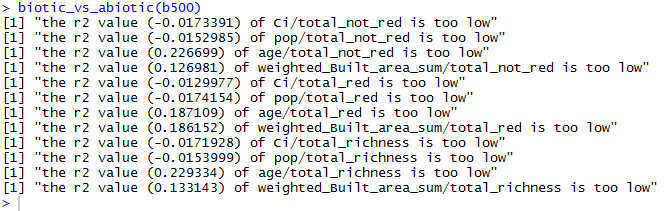 > biotic_vs_abiotic(b500)
[1] "the r2 value (-0.0173391) of Ci/total_not_red is too low"
[1] "the r2 value (-0.0152985) of pop/total_not_red is too low"
[1] "the r2 value (0.226699) of age/total_not_red is too low"
[1] "the r2 value (0.126981) of weighted_Built_area_sum/total_not_red is too low"
[1] "the r2 value (-0.0129977) of Ci/total_red is too low"
[1] "the r2 value (-0.0174154) of pop/total_red is too low"
[1] "the r2 value (0.187109) of age/total_red is too low"
[1] "the r2 value (0.186152) of weighted_Built_area_sum/total_red is too low"
[1] "the r2 value (-0.0171928) of Ci/total_richness is too low"
[1] "the r2 value (-0.0153999) of pop/total_richness is too low"
[1] "the r2 value (0.229334) of age/total_richness is too low"
[1] "the r2 value (0.133143) of weighted_Built_area_sum/total_richness is too low"
>